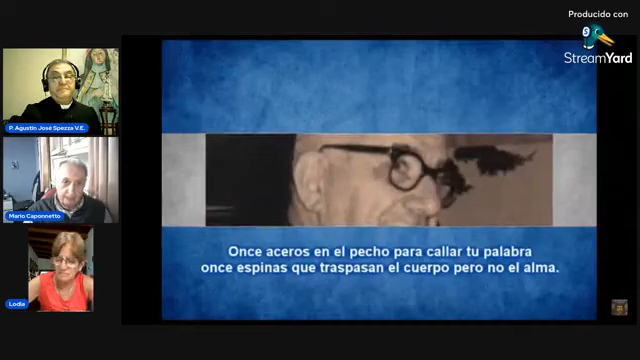 Producido con
StreamYard
P. Agustín José Spezza V.E.
Mario Caponnetto
Lodia
Once aceros en el pecho para callar tu palabra
once espinas que traspasan el cuerpo pero no el alma.